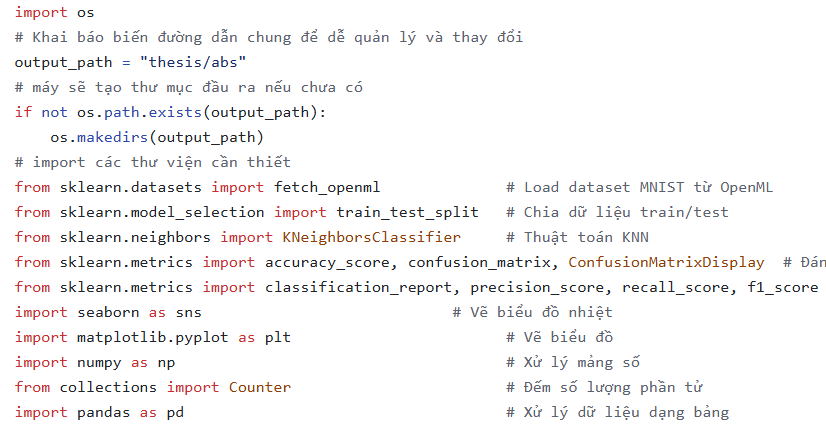 import os
# Khai báo biến đường dẫn chung để dễ quản lý và thay đổi
output_path = "thesis/abs"
# máy sẽ tạo thư mục đầu ra nếu chưa có
if not os.path.exists(output_path):
    os.makedirs(output_path)
# import các thư viện cần thiết
from sklearn.datasets import fetch_openml              # Load dataset MNIST từ OpenML
from sklearn.model_selection import train_test_split   # Chia dữ liệu train/test
from sklearn.neighbors import KNeighborsClassifier     # Thuật toán KNN
from sklearn.metrics import accuracy_score, confusion_matrix, ConfusionMatrixDisplay  # Đán
from sklearn.metrics import classification_report, precision_score, recall_score, f1_score
import seaborn as sns                            # Vẽ biểu đồ nhiệt
import matplotlib.pyplot as plt                        # Vẽ biểu đồ
import numpy as np                                     # Xử lý mảng số
from collections import Counter                        # Đếm số lượng phần tử
import pandas as pd                                    # Xử lý dữ liệu dạng bảng